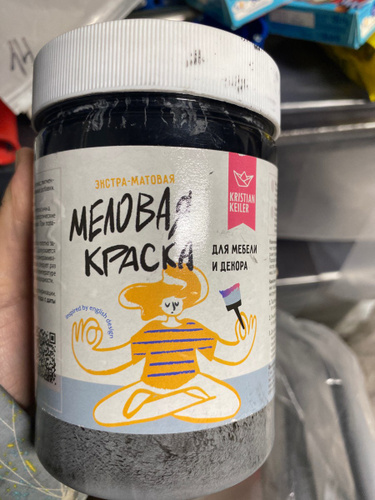 ЭКСТРА-МАТОВАЯ
МЕЛОВАЯ
КРАСКА
KRISTIAN
KEILER
ДЛЯ МЕБЕЛИ
И ДЕКОРА
inspired by english design